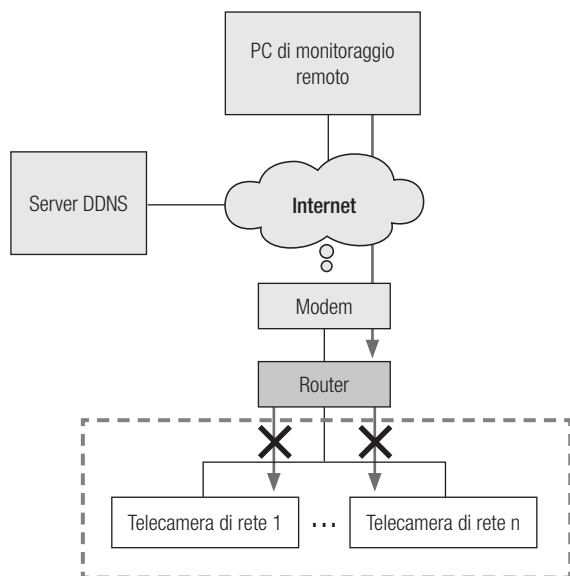 PC di monitoraggio
remoto
Server DDNS
Internet
Modem
Router
Telecamera di rete 1
...
Telecamera di rete n